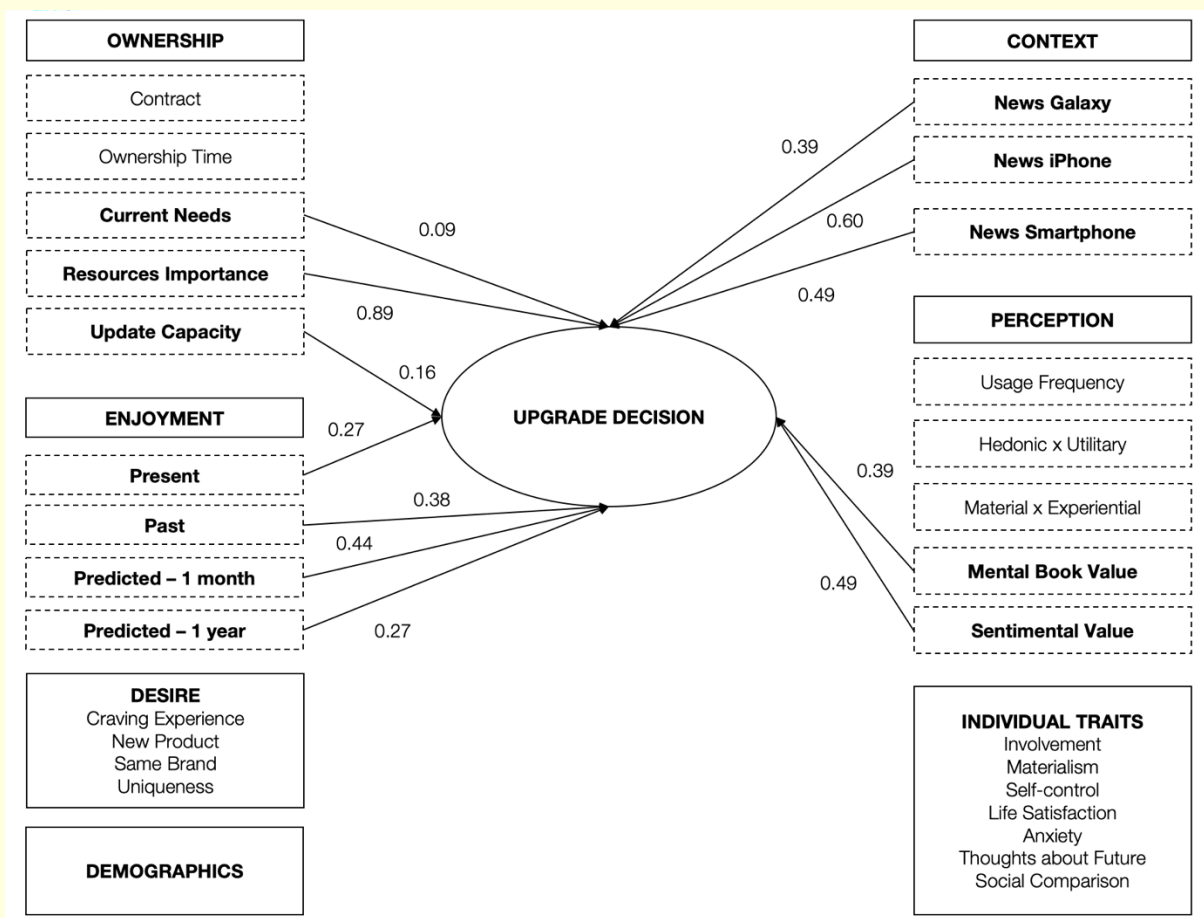 OWNERSHIP
Contract
Ownership Time
Current Needs
Resources Importance
Update Capacity
0.09
0.89
0.16
ENJOYMENT
Present
Past
Predicted – 1 month
Predicted – 1 year
0.27
0.38
0.44
0.27
DESIRE
Craving Experience
New Product
Same Brand
Uniqueness
DEMOGRAPHICS
UPGRADE DECISION
CONTEXT
News Galaxy
News iPhone
News Smartphone
0.39
0.60
0.49
PERCEPTION
Usage Frequency
Hedonic x Utilitary
Material x Experiential
Mental Book Value
Sentimental Value
0.39
0.49
INDIVIDUAL TRAITS
Involvement
Materialism
Self-control
Life Satisfaction
Anxiety
Thoughts about Future
Social Comparison